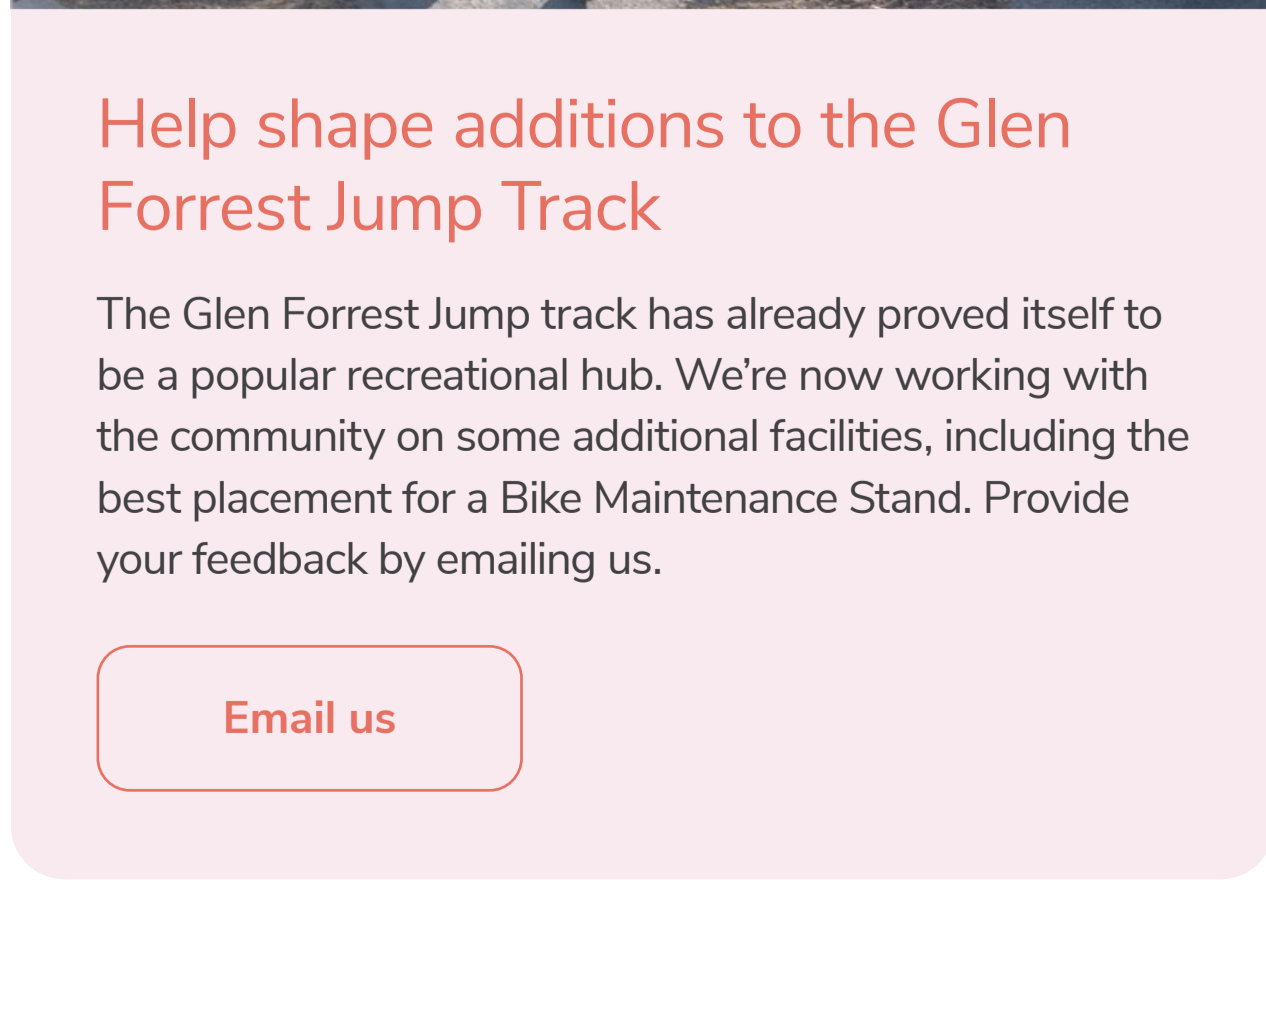 Help shape additions to the Glen
Forrest Jump Track
The Glen Forrest Jump track has already proved itself to
be a popular recreational hub. We’re now working with
the community on some additional facilities, including the
best placement for a Bike Maintenance Stand. Provide
your feedback by emailing us.
Email us